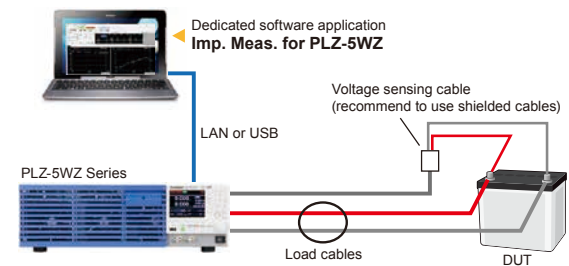 Dedicated software application
Imp. Meas. for PLZ-5WZ
Voltage sensing cable
(recommend to use shielded cables)
LAN or USB
PLZ-5WZ Series
Load cables
DUT